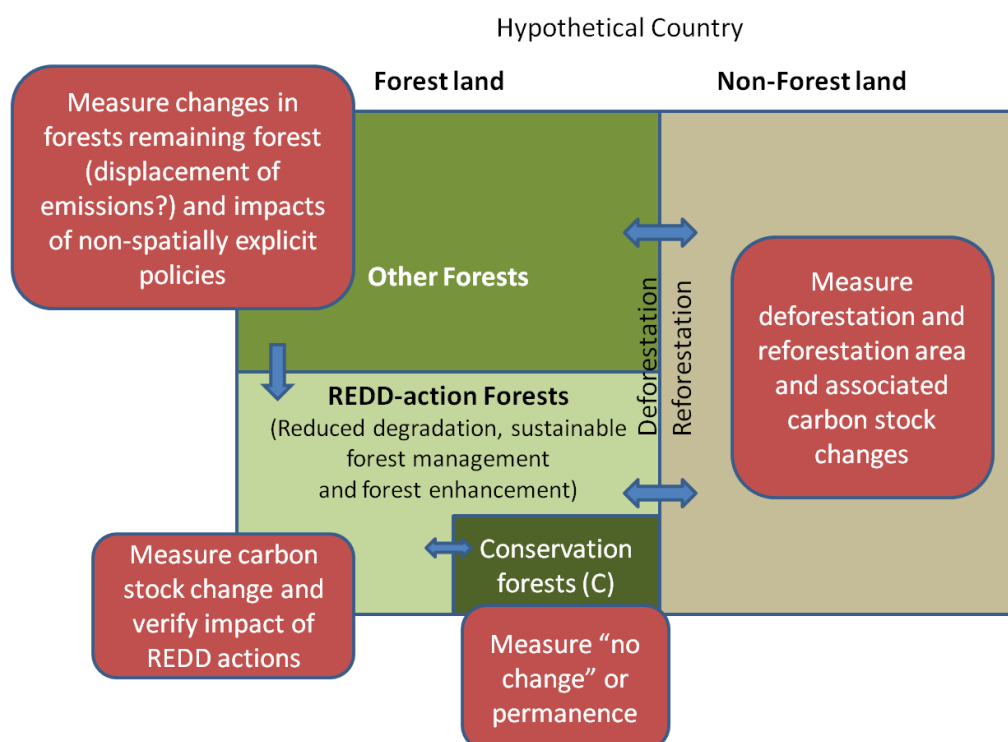 Hypothetical Country
Forest land
Non-Forest land
Measure changes in
forests remaining forest
(displacement of
emissions?) and impacts
of non-spatially explicit
policies
Other Forests
Deforestation
Reforestation
Measure
deforestation and
reforestation area
and associated
carbon stock
changes
REDD-action Forests
(Reduced degradation, sustainable
forest management
and forest enhancement)
Measure carbon
stock change and
verify impact of
REDD actions
Conservation
forests (C)
Measure “no
change” or
permanence